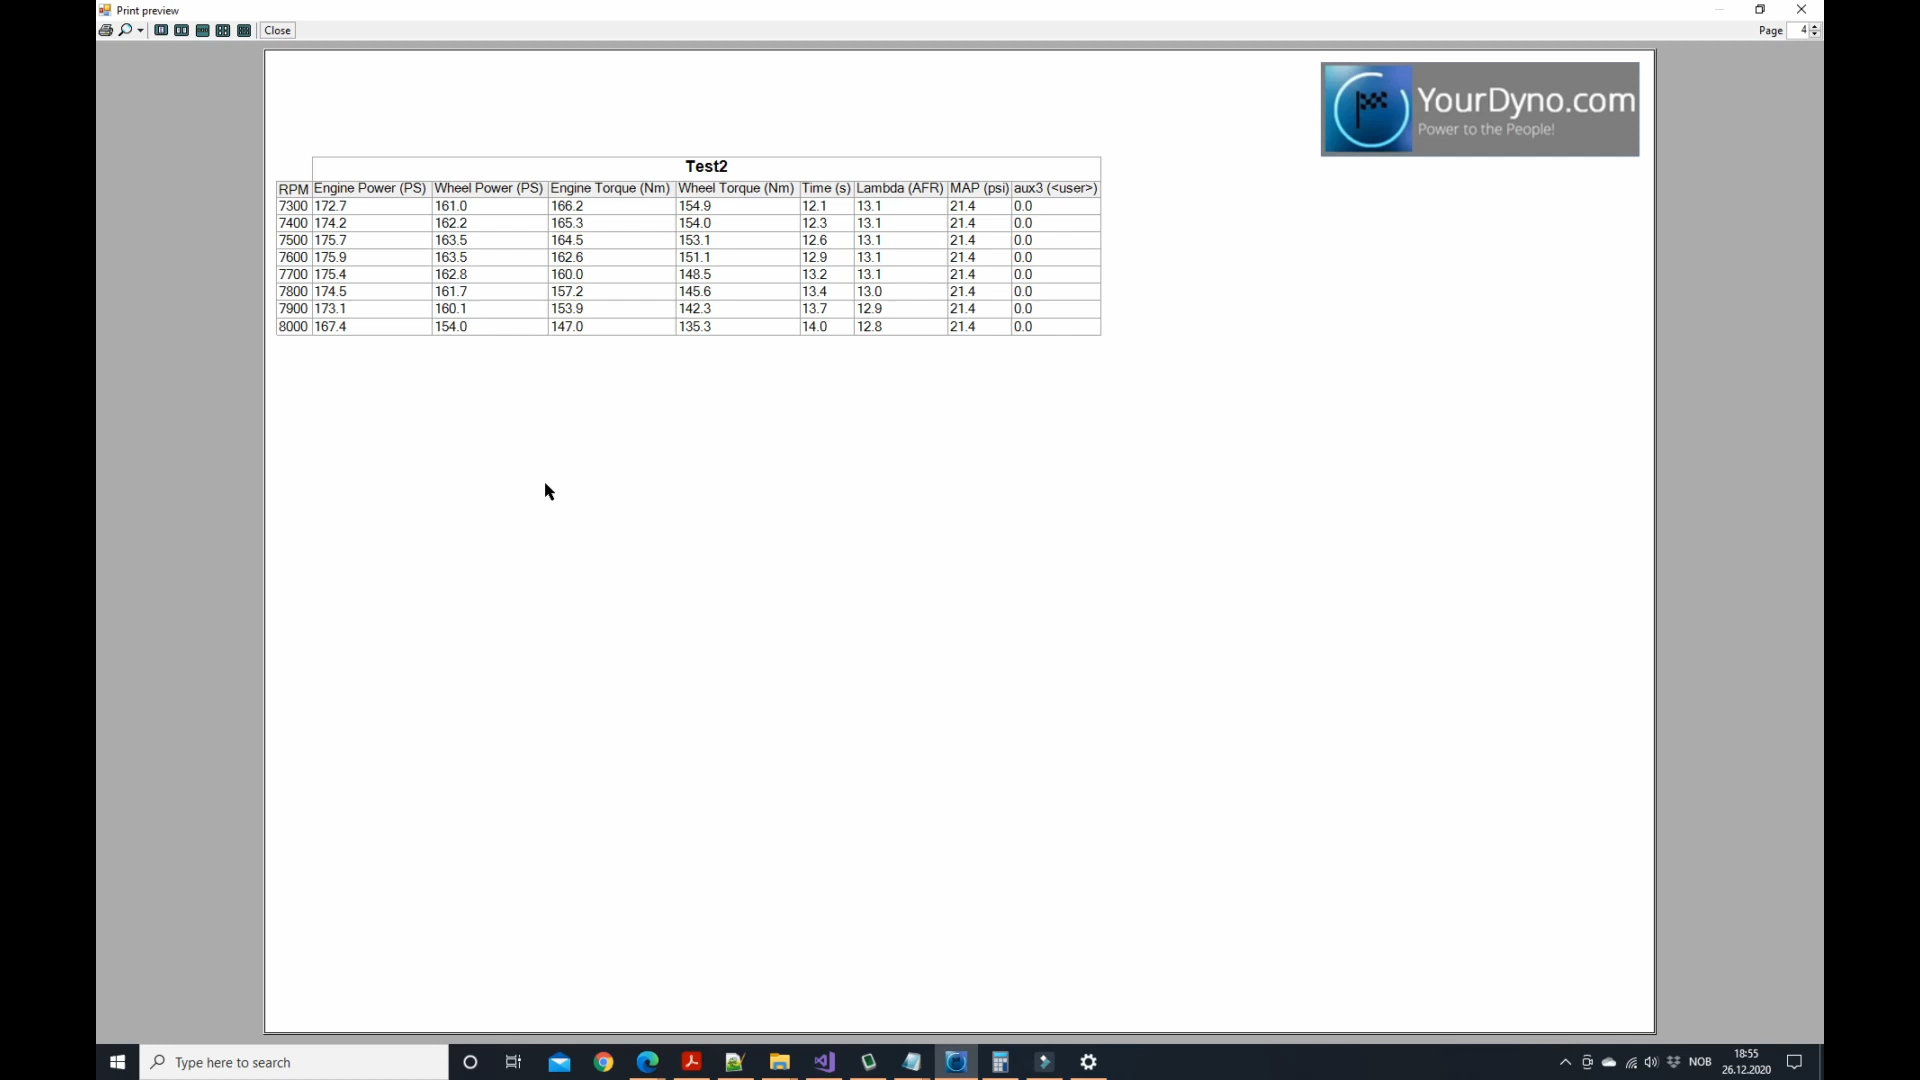 Print preview
Close
Page 4
YourDyno.com
Power to the People!
Test2
RPM Engine Power (PS) Wheel Power (PS) Engine Torque (Nm) Wheel Torque (Nm) Time (s) Lambda (AFR) MAP (psi) aux3 (<user>)
7300 172.7 161.0 166.2 154.9 12.1 13.1 21.4 0.0
7400 174.2 162.2 165.3 154.0 12.3 13.1 21.4 0.0
7500 175.7 163.5 164.5 153.1 12.6 13.1 21.4 0.0
7600 175.9 163.5 162.6 151.1 12.9 13.1 21.4 0.0
7700 175.4 162.8 160.0 148.5 13.2 13.1 21.4 0.0
7800 174.5 161.7 157.2 145.6 13.4 13.0 21.4 0.0
7900 173.1 160.1 153.9 142.3 13.7 12.9 21.4 0.0
8000 167.4 154.0 147.0 135.3 14.0 12.8 21.4 0.0
Type here to search
NOB
18:55
26.12.2020